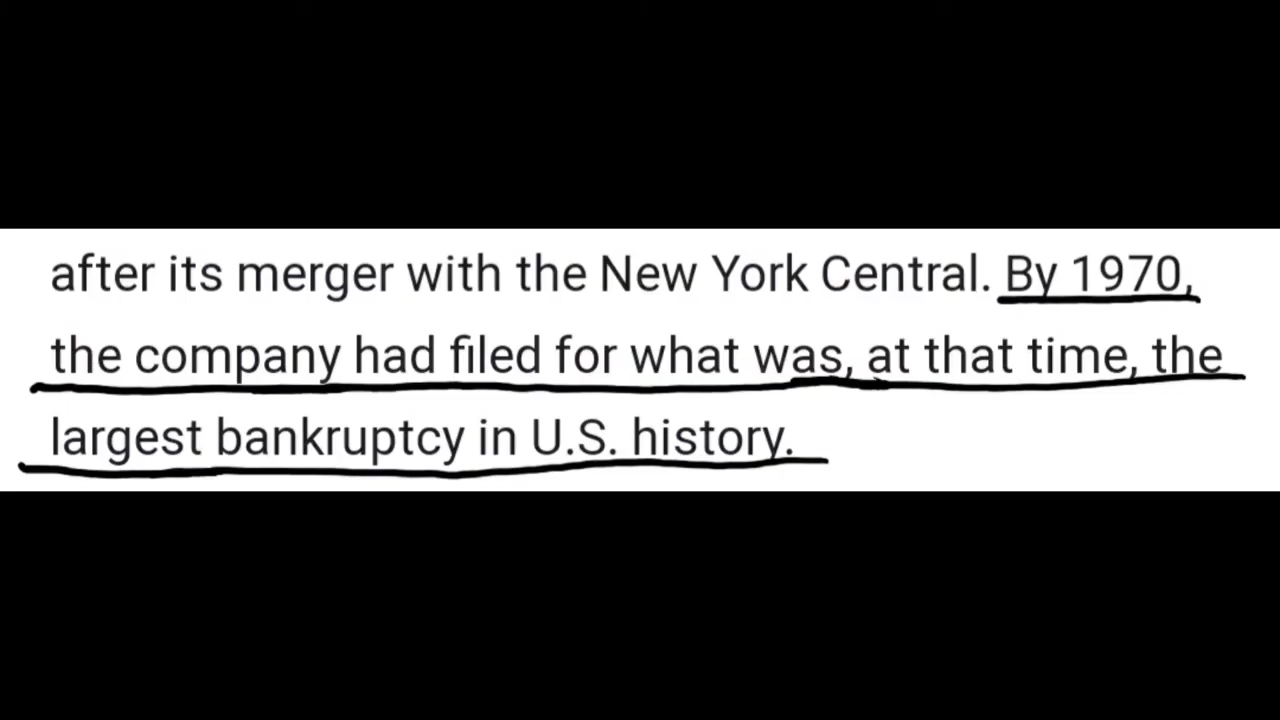 after its merger with the New York Central. By 1970,
the company had filed for what was, at that time, the
largest bankruptcy in U.S. history.